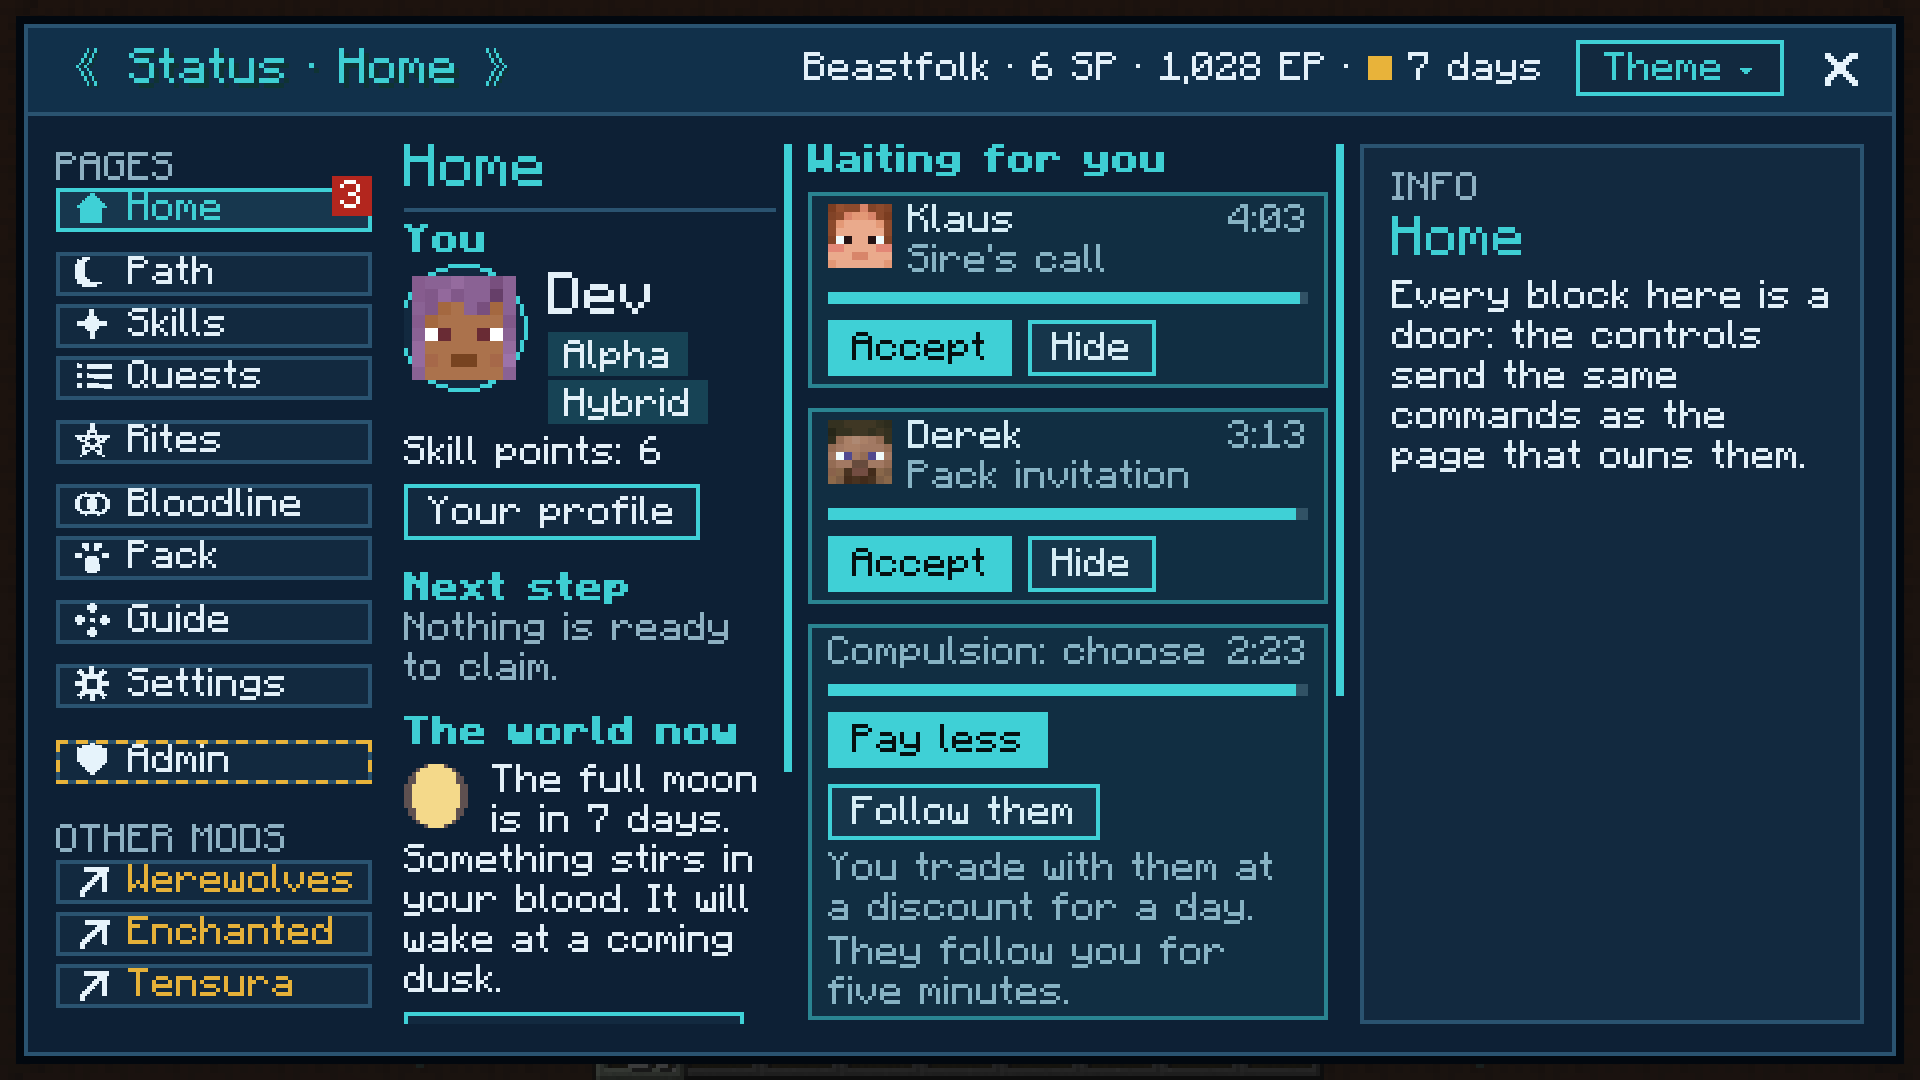 《 Status · Home 》
Beastfolk · 6 SP · 1,028 EP · 7 days
Theme
PAGES
Home
3
Path
Skills
Quests
Rites
Bloodline
Pack
Guide
Settings
Admin
OTHER MODS
Werewolves
Enchanted
Tensura
Home
You
Dev
Alpha
Hybrid
Skill points: 6
Your profile
Next step
Nothing is ready
to claim.
The world now
The full moon
is in 7 days.
Something stirs in
your blood. It will
wake at a coming
dusk.
Waiting for you
Klaus 4:03
Sire's call
Accept Hide
Derek 3:13
Pack invitation
Accept Hide
Compulsion: choose 2:23
Pay less
Follow them
You trade with them at
a discount for a day.
They follow you for
five minutes.
INFO
Home
Every block here is a
door: the controls
send the same
commands as the
page that owns them.